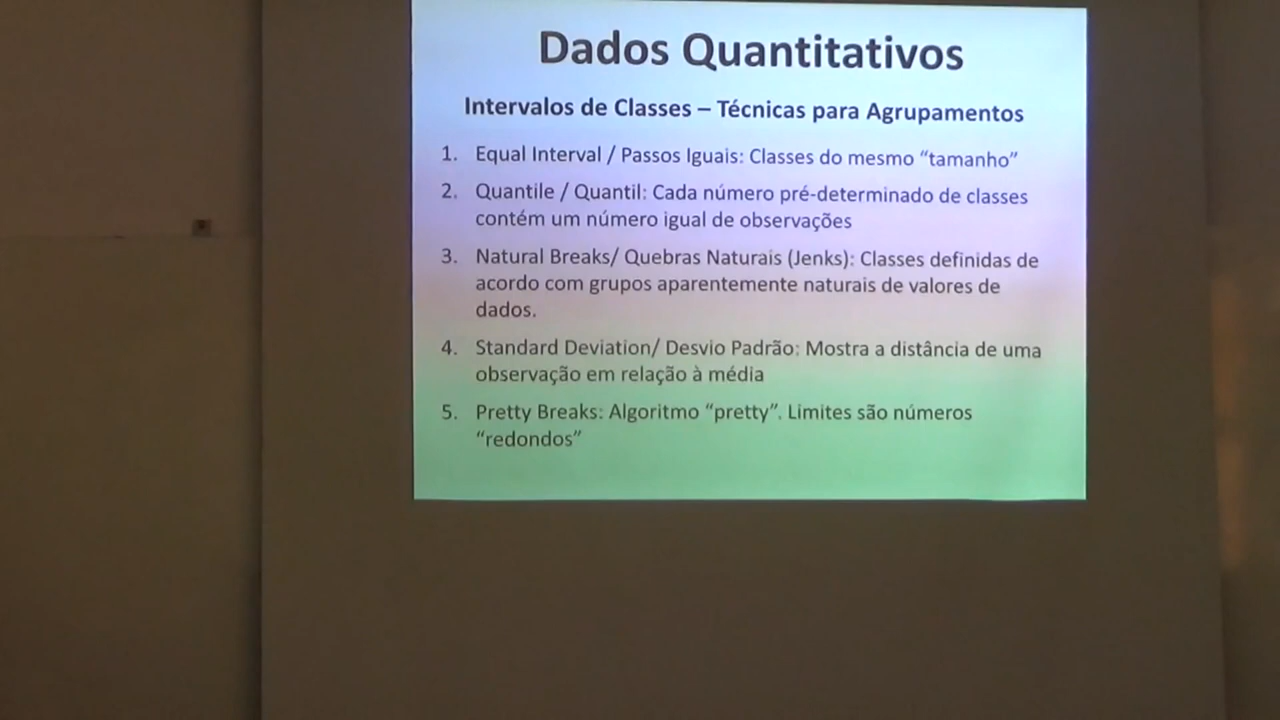 Dados Quantitativos
Intervalos de Classes – Técnicas para Agrupamentos
1. Equal Interval / Passos Iguais: Classes do mesmo “tamanho”
2. Quantile / Quantil: Cada número pré-determinado de classes
contém um número igual de observações
3. Natural Breaks/ Quebras Naturais (Jenks): Classes definidas de
acordo com grupos aparentemente naturais de valores de
dados.
4. Standard Deviation/ Desvio Padrão: Mostra a distância de uma
observação em relação à média
5. Pretty Breaks: Algoritmo “pretty”. Limites são números
“redondos”